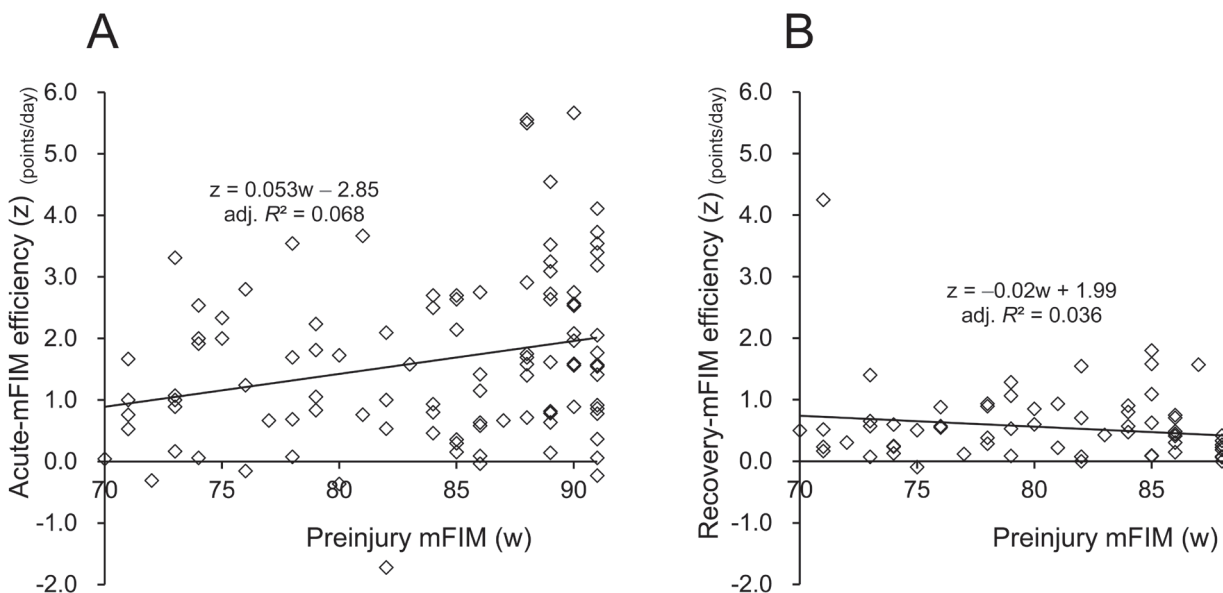 A
Acute-mFIM efficiency (z) (points/day)
6.0
5.0
4.0
3.0
2.0
1.0
0.0
-1.0
-2.0
z = 0.053w – 2.85
adj. R² = 0.068
70 75 80 85 90
Preinjury mFIM (w)
B
Recovery-mFIM efficiency (z) (points/day)
6.0
5.0
4.0
3.0
2.0
1.0
0.0
-1.0
-2.0
z = –0.02w + 1.99
adj. R² = 0.036
70 75 80 85
Preinjury mFIM (w)